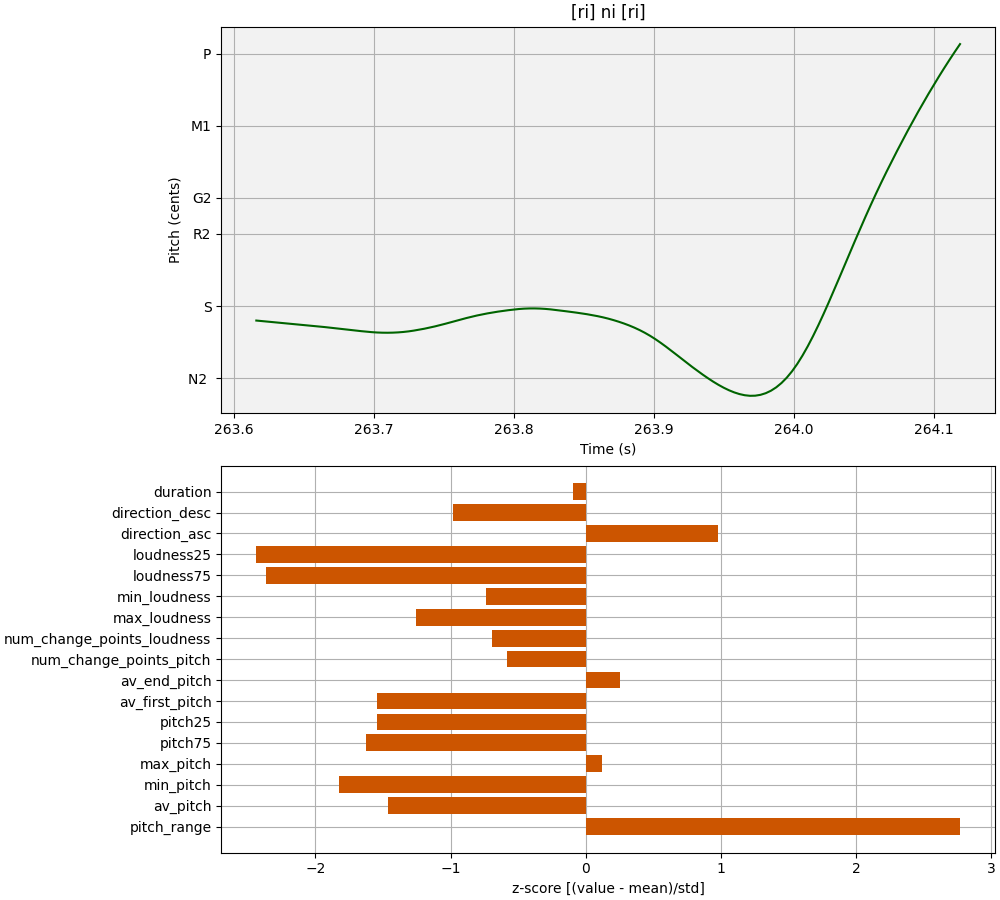 [ri] ni [ri]
P
M1
G2
R2
S
N2
Pitch (cents)
263.6 263.7 263.8 263.9 264.0 264.1
Time (s)
duration
direction_desc
direction_asc
loudness25
loudness75
min_loudness
max_loudness
num_change_points_loudness
num_change_points_pitch
av_end_pitch
av_first_pitch
pitch25
pitch75
max_pitch
min_pitch
av_pitch
pitch_range
−2 −1 0 1 2 3
z-score [(value - mean)/std]